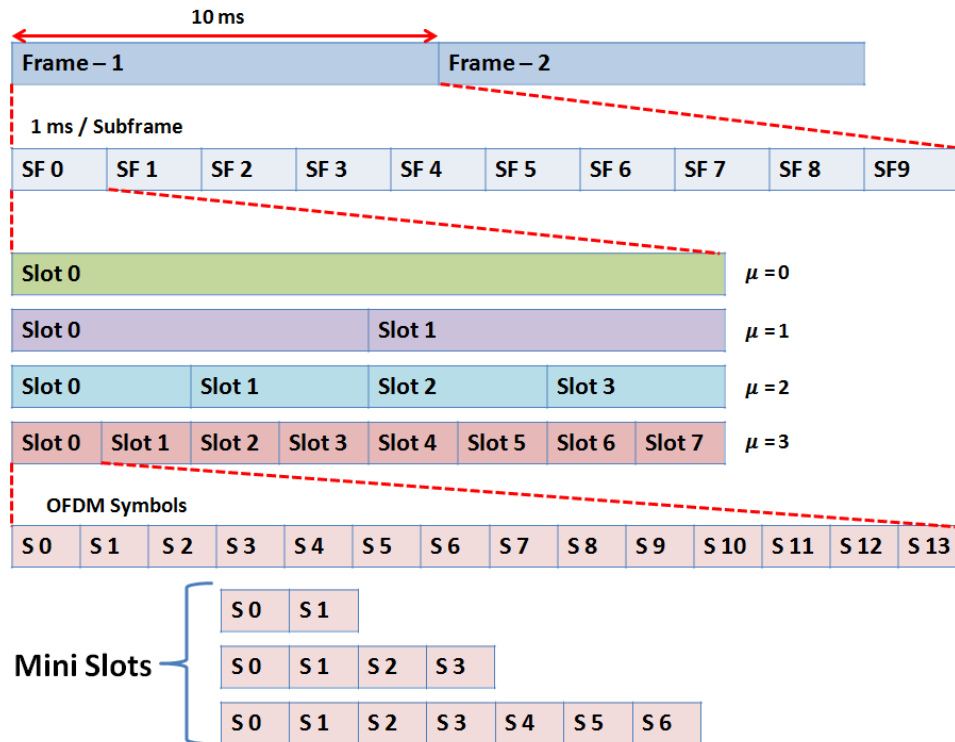 10 ms
Frame – 1 Frame – 2
1 ms / Subframe
SF 0 SF 1 SF 2 SF 3 SF 4 SF 5 SF 6 SF 7 SF 8 SF9
Slot 0 μ = 0
Slot 0 Slot 1 μ = 1
Slot 0 Slot 1 Slot 2 Slot 3 μ = 2
Slot 0 Slot 1 Slot 2 Slot 3 Slot 4 Slot 5 Slot 6 Slot 7 μ = 3
OFDM Symbols
S 0 S 1 S 2 S 3 S 4 S 5 S 6 S 7 S 8 S 9 S 10 S 11 S 12 S 13
S 0 S 1
Mini Slots
S 0 S 1 S 2 S 3
S 0 S 1 S 2 S 3 S 4 S 5 S 6